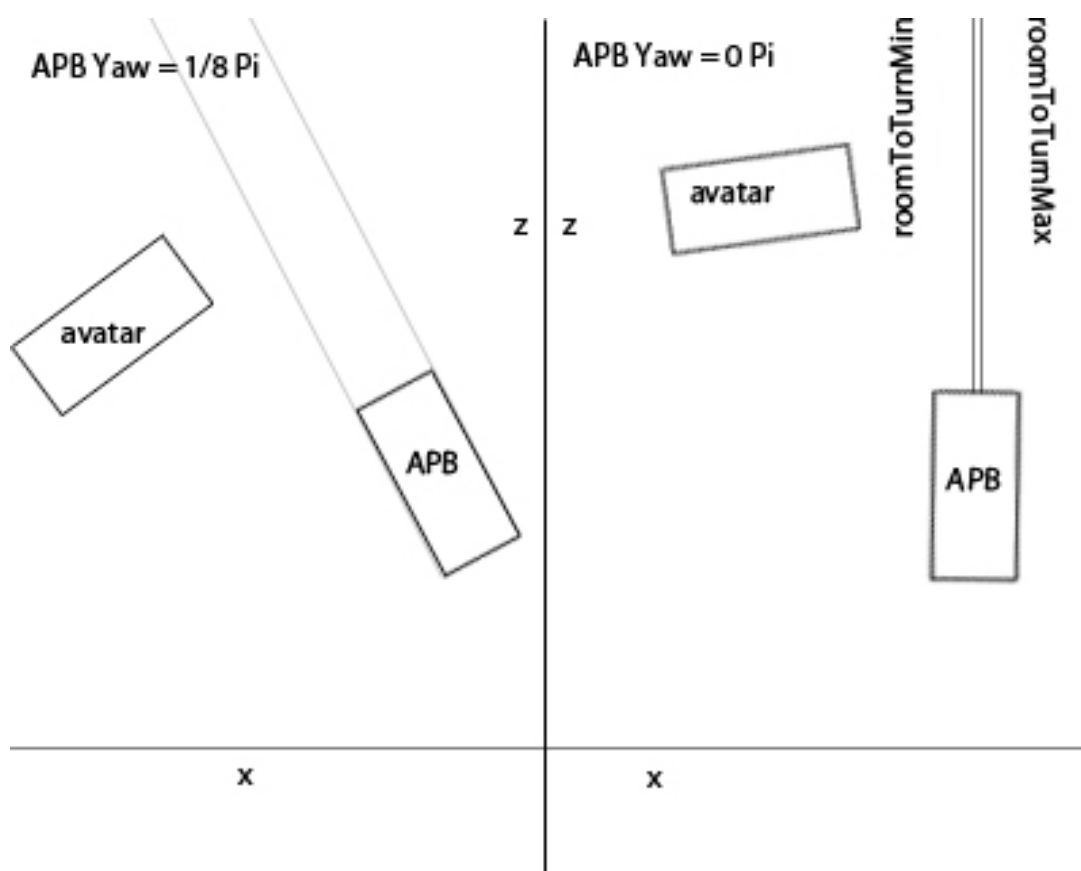 APB Yaw = 1/8 Pi
avatar
APB
z
x
APB Yaw = 0 Pi
avatar
z
roomToTurnMin
roomToTurnMax
APB
x